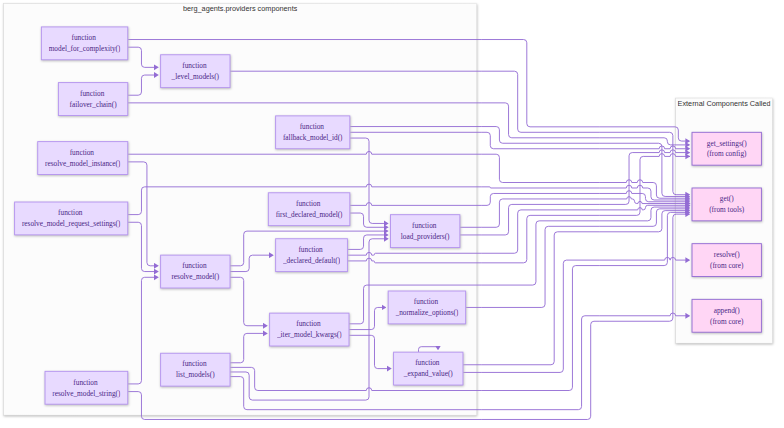 berg_agents.providers components
function
model_for_complexity()
function
_level_models()
function
failover_chain()
External Components Called
function
fallback_model_id()
get_settings()
(from config)
function
resolve_model_instance()
function
resolve_model_request_settings()
function
first_declared_model()
get()
(from tools)
function
load_providers()
function
_declared_default()
function
resolve_model()
resolve()
(from core)
function
_normalize_options()
function
_iter_model_kwargs()
append()
(from core)
function
list_models()
function
_expand_value()
function
resolve_model_string()